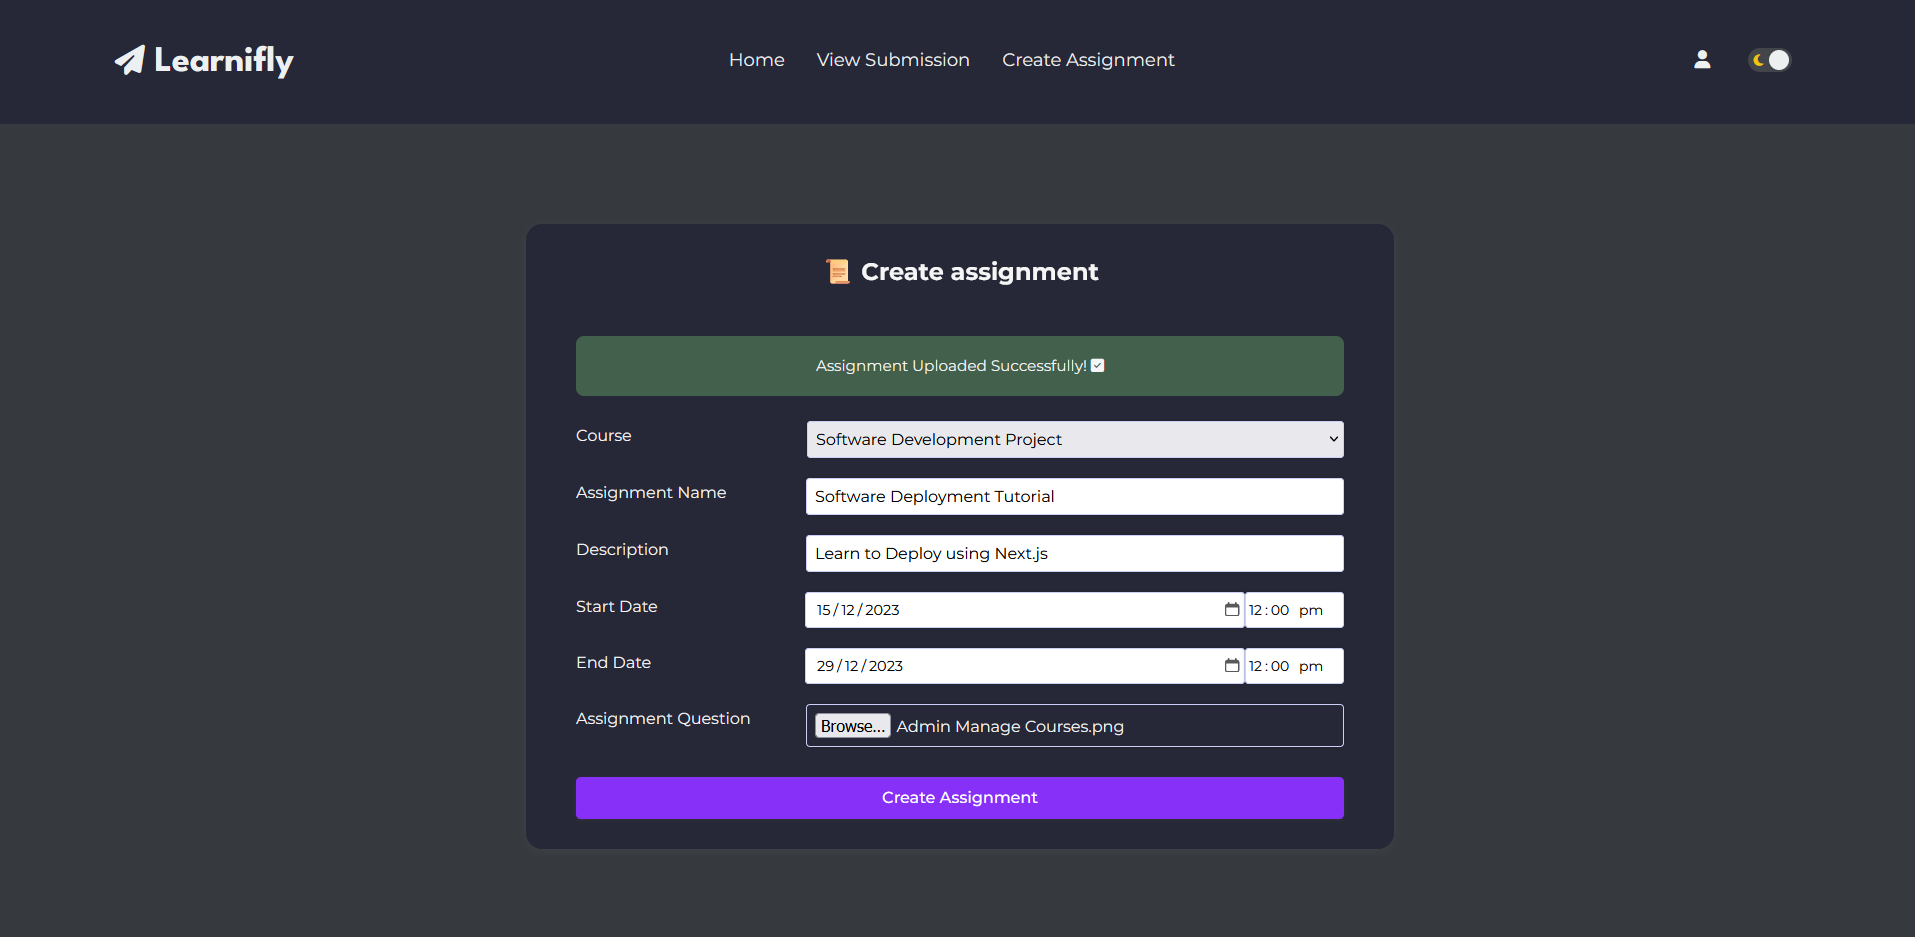 Learnifly
Home View Submission Create Assignment
📜 Create assignment
Assignment Uploaded Successfully!
Course Software Development Project
Assignment Name Software Deployment Tutorial
Description Learn to Deploy using Next.js
Start Date 15/12/2023 12:00 pm
End Date 29/12/2023 12:00 pm
Assignment Question Browse... Admin Manage Courses.png
Create Assignment